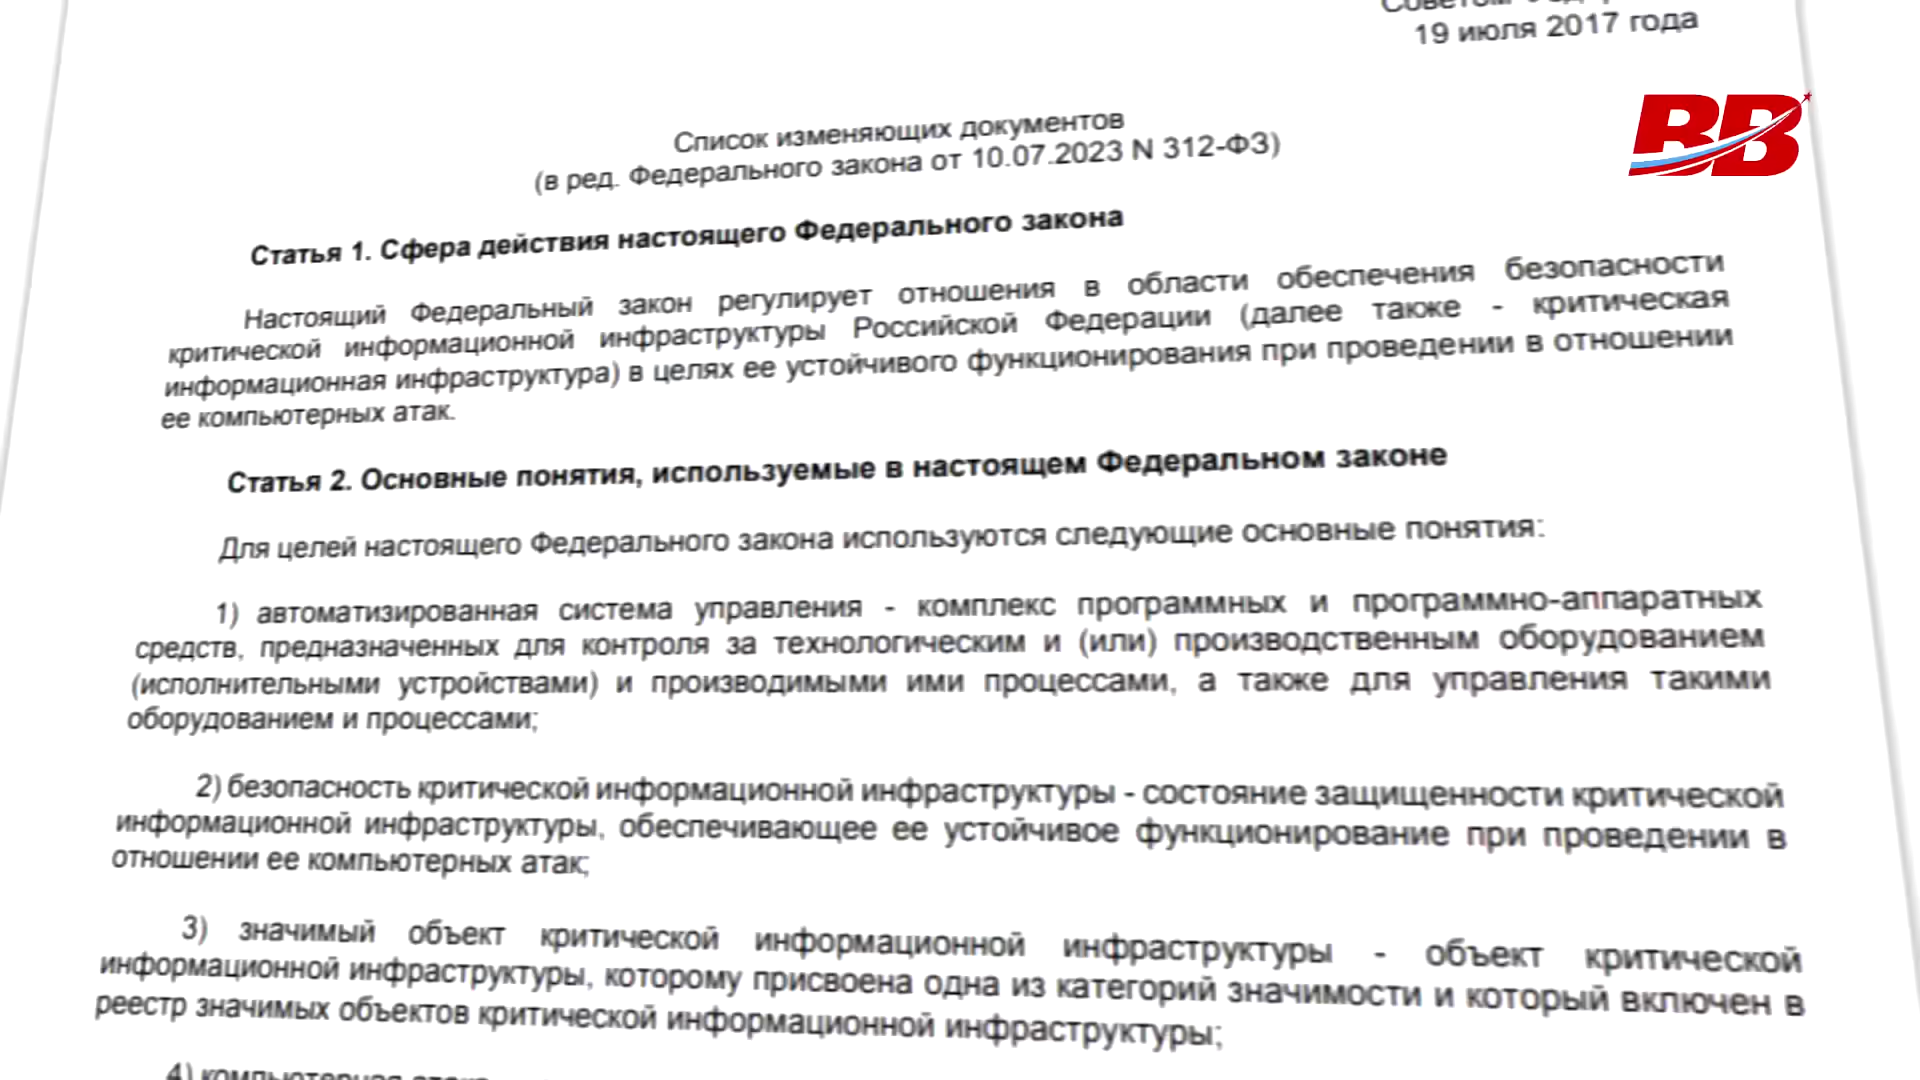 19 июля 2017 года
ВВ
Список изменяющих документов
(в ред. Федерального закона от 10.07.2023 N 312-ФЗ)
Статья 1. Сфера действия настоящего Федерального закона
Настоящий Федеральный закон регулирует отношения в области обеспечения безопасности
критической информационной инфраструктуры Российской Федерации (далее также - критическая
информационная инфраструктура) в целях ее устойчивого функционирования при проведении в отношении
ее компьютерных атак.
Статья 2. Основные понятия, используемые в настоящем Федеральном законе
Для целей настоящего Федерального закона используются следующие основные понятия:
1) автоматизированная система управления - комплекс программных и программно-аппаратных
средств, предназначенных для контроля за технологическим и (или) производственным оборудованием
(исполнительными устройствами) и производимыми ими процессами, а также для управления такими
оборудованием и процессами;
2) безопасность критической информационной инфраструктуры - состояние защищенности критической
информационной инфраструктуры, обеспечивающее ее устойчивое функционирование при проведении в
отношении ее компьютерных атак;
3) значимый объект критической информационной инфраструктуры - объект критической
информационной инфраструктуры, которому присвоена одна из категорий значимости и который включен в
реестр значимых объектов критической информационной инфраструктуры;
4)